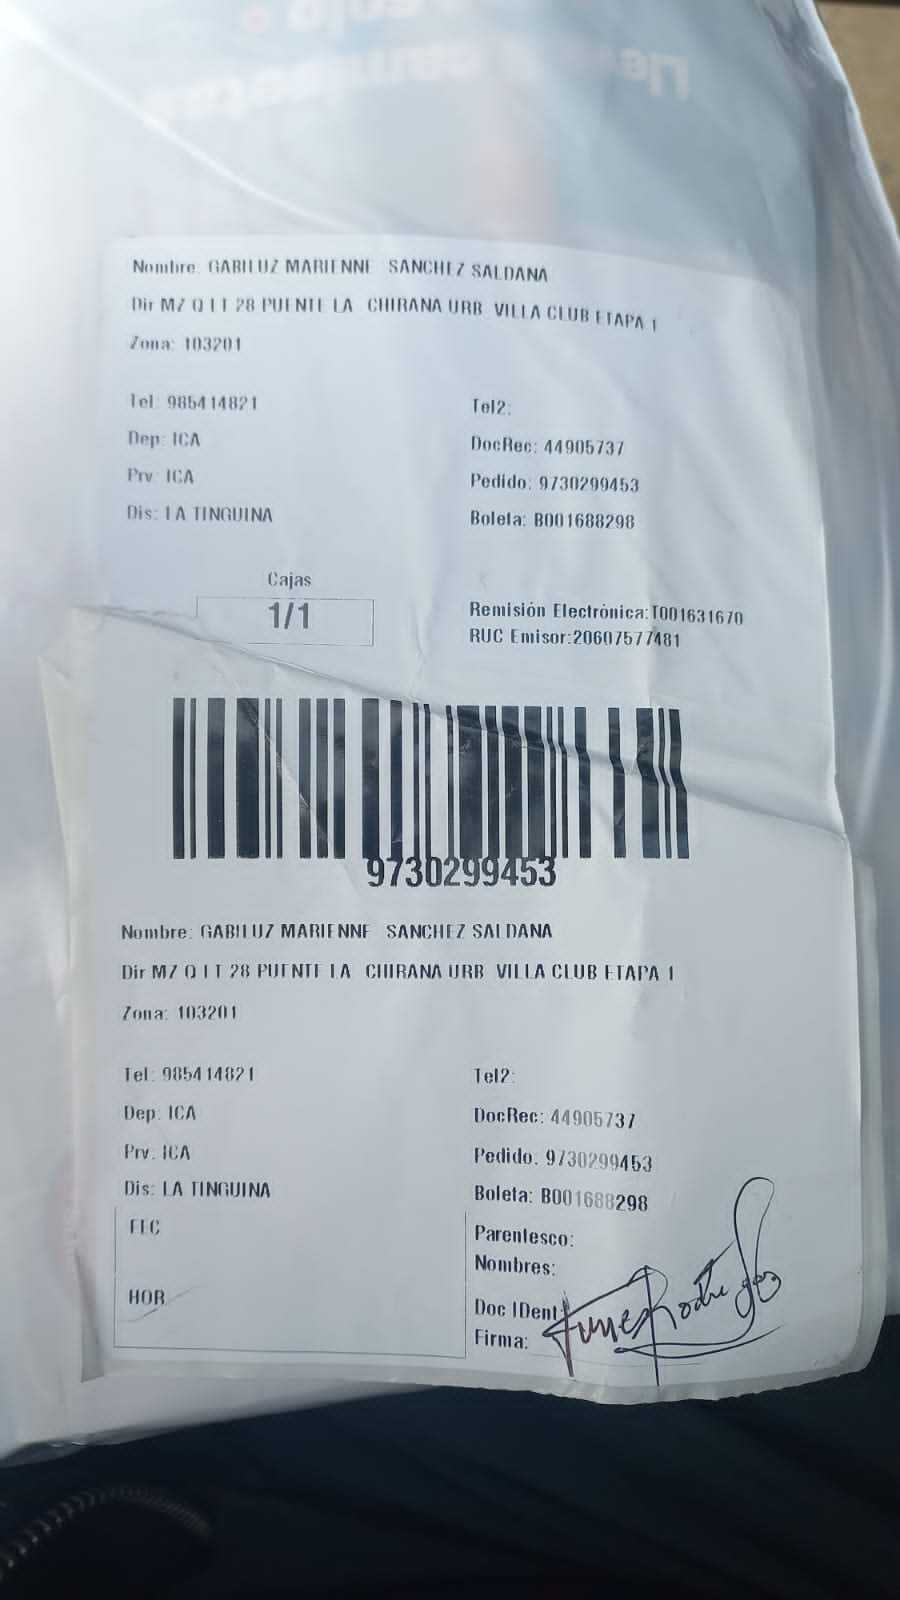 Nombre: GABILUZ MARIENNE SANCHEZ SALDANA
Dir MZ Q LT 28 PUENTE LA CHIRANA URB VILLA CLUB ETAPA 1
Zona: 103201
Tel: 985414821
Tel2:
Dep: ICA
DocRec: 44905737
Prv: ICA
Pedido: 9730299453
Dis: LA TINGUINA
Boleta: B001688298
Cajas
1/1
Remisión Electrónica:T001631670
RUC Emisor:20607577481
9730299453
Nombre: GABILUZ MARIENNE SANCHEZ SALDANA
Dir MZ Q LT 28 PUENTE LA CHIRANA URB VILLA CLUB ETAPA 1
Zona: 103201
Tel: 985414821
Tel2:
Dep: ICA
DocRec: 44905737
Prv. ICA
Pedido. 9730299453
Dis: LA TINGUINA
Boleta: B001688298
FEC
Parentesco:
Nombres:
HOR
Doc IDent
Firma: